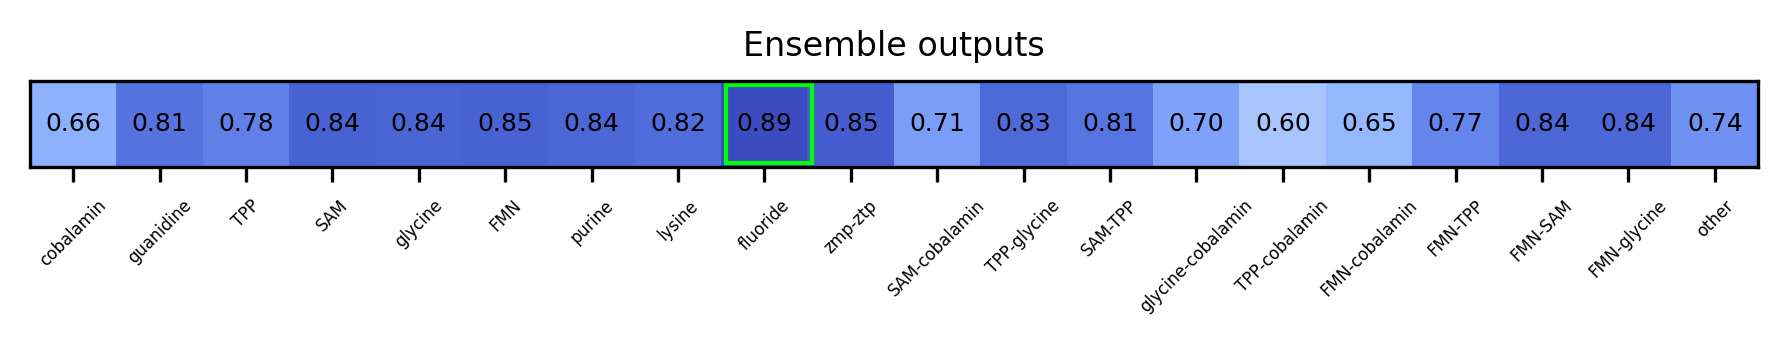 Ensemble outputs
0.66 0.81 0.78 0.84 0.84 0.85 0.84 0.82 0.89 0.85 0.71 0.83 0.81 0.70 0.60 0.65 0.77 0.84 0.84 0.74
cobalamin guanidine TPP SAM glycine FMN purine lysine fluoride zmp-ztp SAM-cobalamin TPP-glycine SAM-TPP glycine-cobalamin TPP-cobalamin FMN-cobalamin FMN-TPP FMN-SAM FMN-glycine other